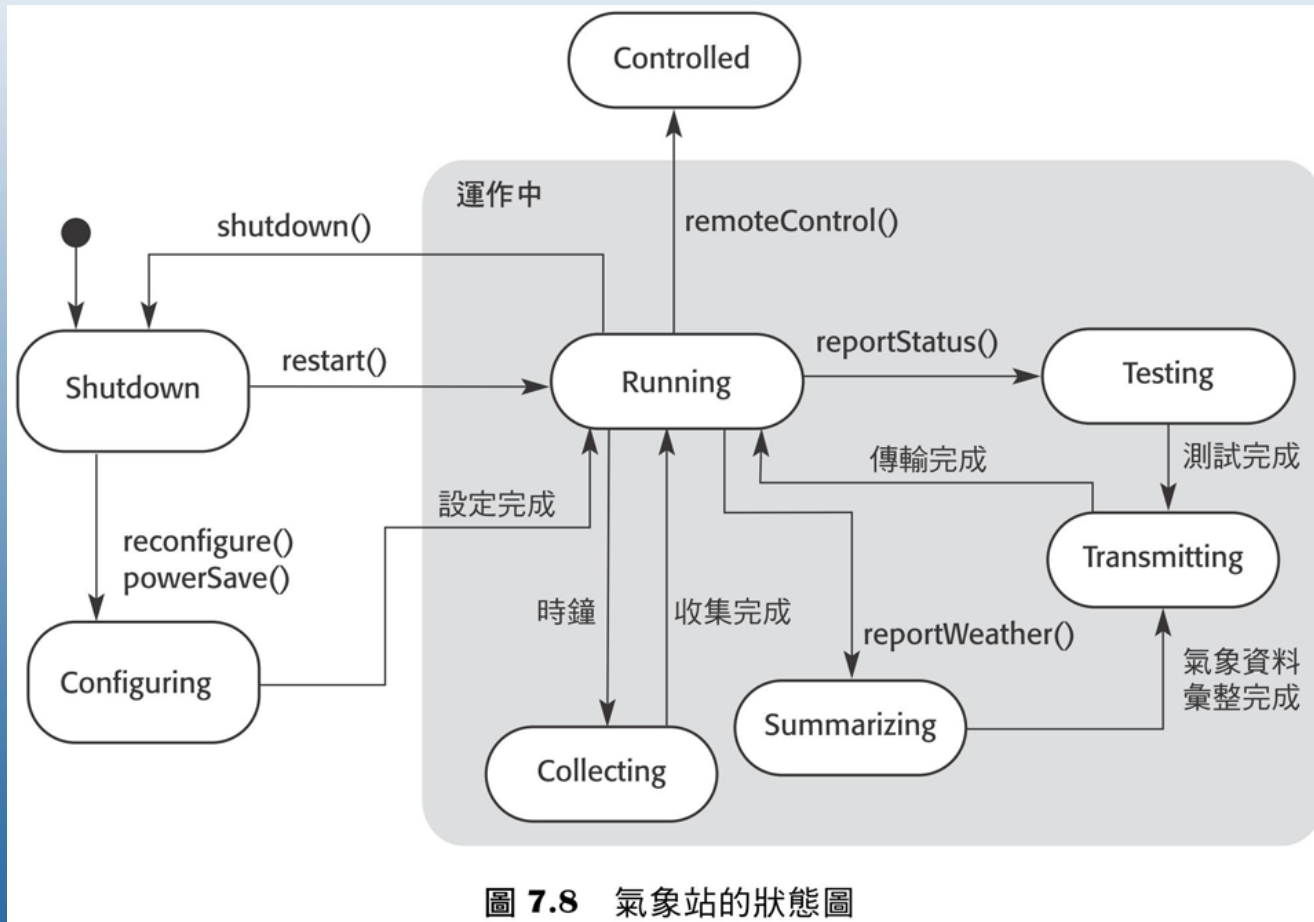 Controlled
運作中
shutdown()
remoteControl()
reportStatus()
restart()
Shutdown
Running
Testing
傳輸完成
測試完成
設定完成
reconfigure()
powerSave()
Transmitting
時鐘
收集完成
reportWeather()
氣象資料
彙整完成
Configuring
Summarizing
Collecting
圖 7.8 氣象站的狀態圖